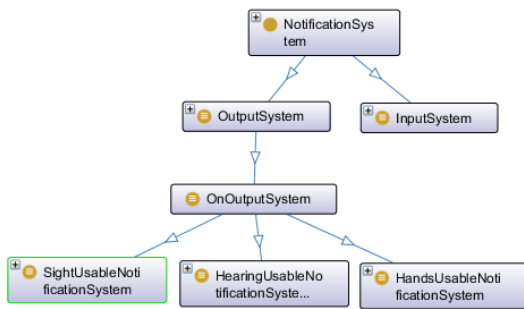 NotificationSys
tem
OutputSystem
InputSystem
OnOutputSystem
SightUsableNoti
ficationSystem
HearingUsableNo
tificationSyste...
HandsUsableNoti
ficationSystem